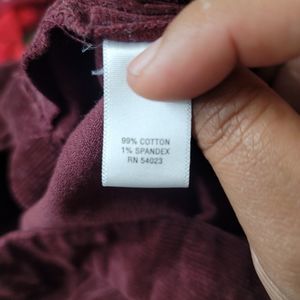 99% COTTON
1% SPANDEX
RN 54023